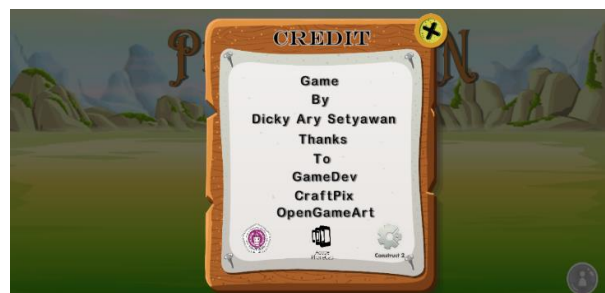 CREDIT
Game
By
Dicky Ary Setyawan
Thanks
To
GameDev
CraftPix
OpenGameArt
Construct 2